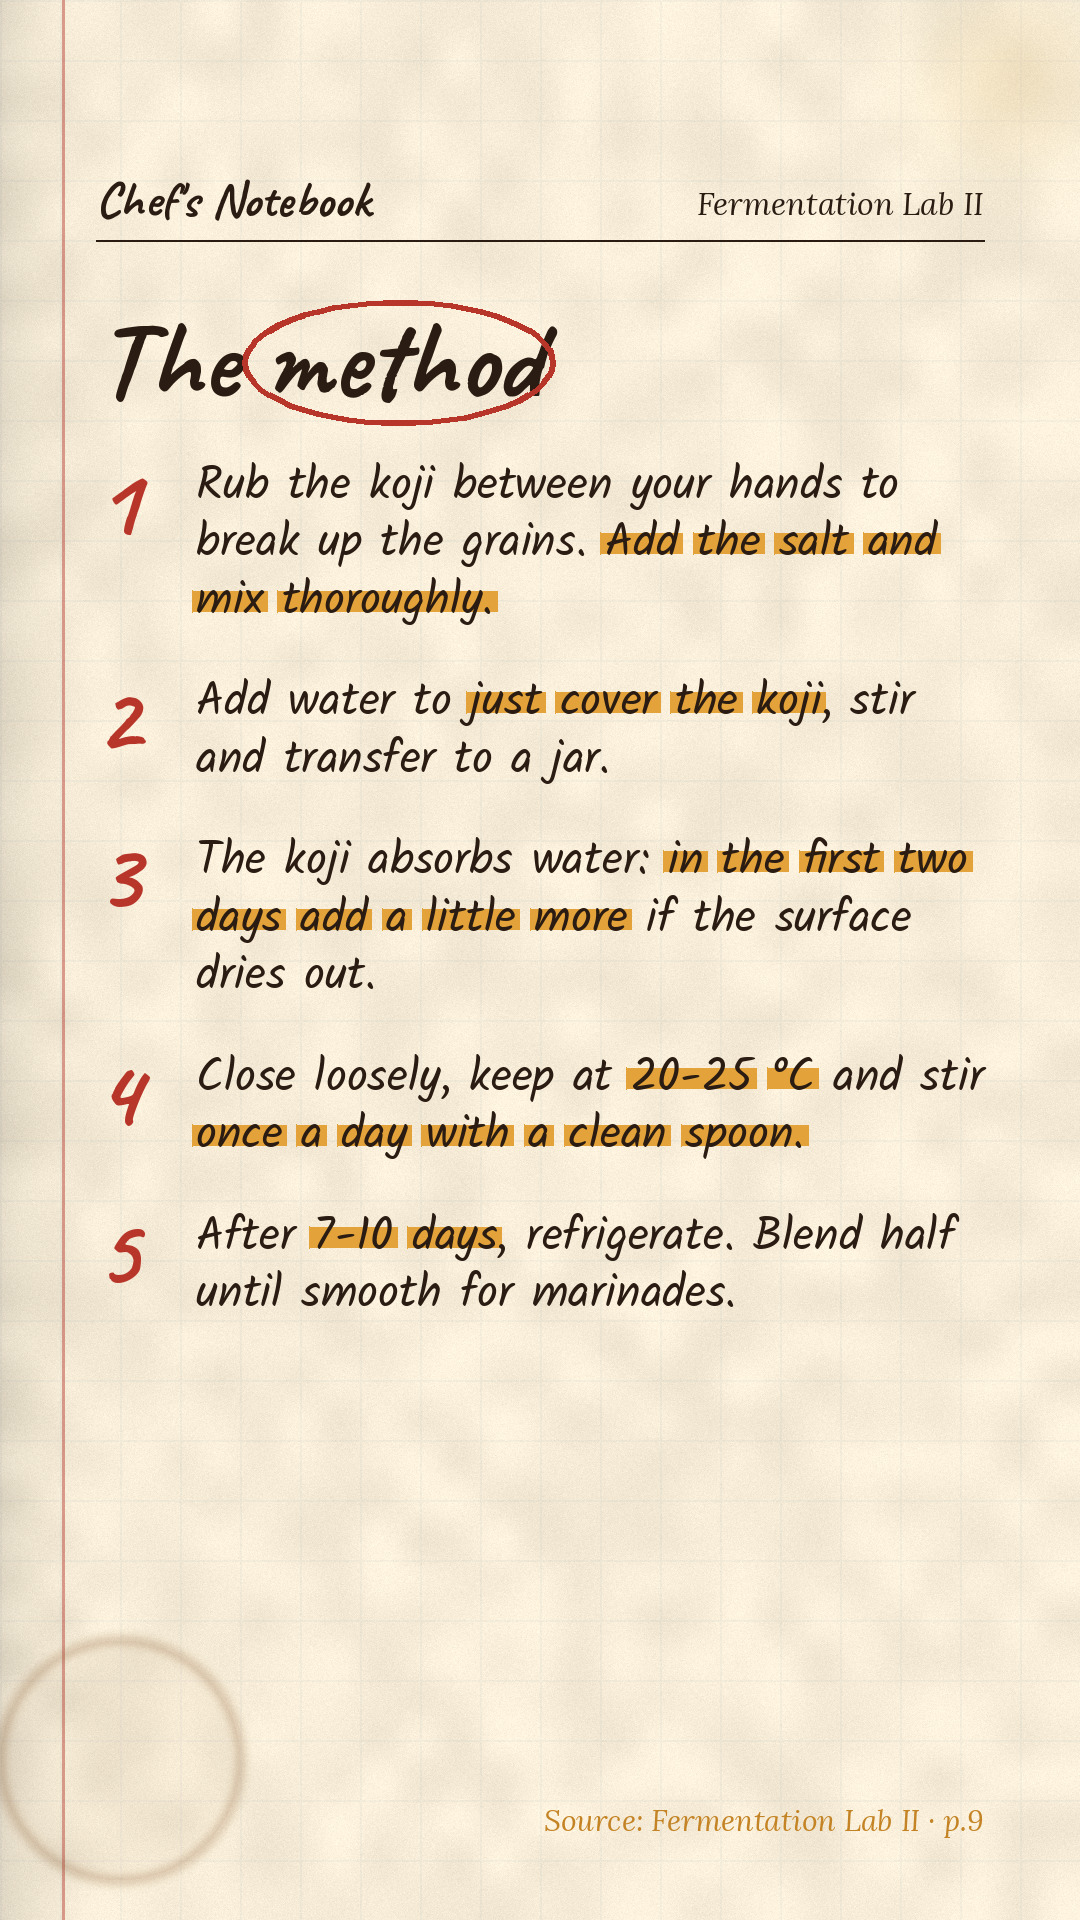 Chef's Notebook
Fermentation Lab II
The method
1
Rub the koji between your hands to
break up the grains. Add the salt and
mix thoroughly.
2
Add water to just cover the koji, stir
and transfer to a jar.
3
The koji absorbs water: in the first two
days add a little more if the surface
dries out.
4
Close loosely, keep at 20-25 °C and stir
once a day with a clean spoon.
5
After 7-10 days, refrigerate. Blend half
until smooth for marinades.
Source: Fermentation Lab II · p.9